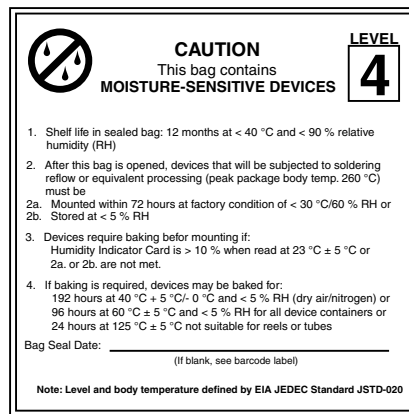 LEVEL
CAUTION
4
This bag contains
MOISTURE-SENSITIVE DEVICES
1. Shelf life in sealed bag: 12 months at < 40 °C and < 90 % relative
humidity (RH)
2. After this bag is opened, devices that will be subjected to soldering
reflow or equivalent processing (peak package body temp. 260 °C)
must be
2a. Mounted within 72 hours at factory condition of < 30 °C/60 % RH or
2b. Stored at < 5 % RH
3. Devices require baking befor mounting if:
Humidity Indicator Card is > 10 % when read at 23 °C ± 5 °C or
2a. or 2b. are not met.
4. If baking is required, devices may be baked for:
192 hours at 40 °C + 5 °C/- 0 °C and < 5 % RH (dry air/nitrogen) or
96 hours at 60 °C ± 5 °C and < 5 % RH for all device containers or
24 hours at 125 °C ± 5 °C not suitable for reels or tubes
Bag Seal Date:
(If blank, see barcode label)
Note: Level and body temperature defined by EIA JEDEC Standard JSTD-020